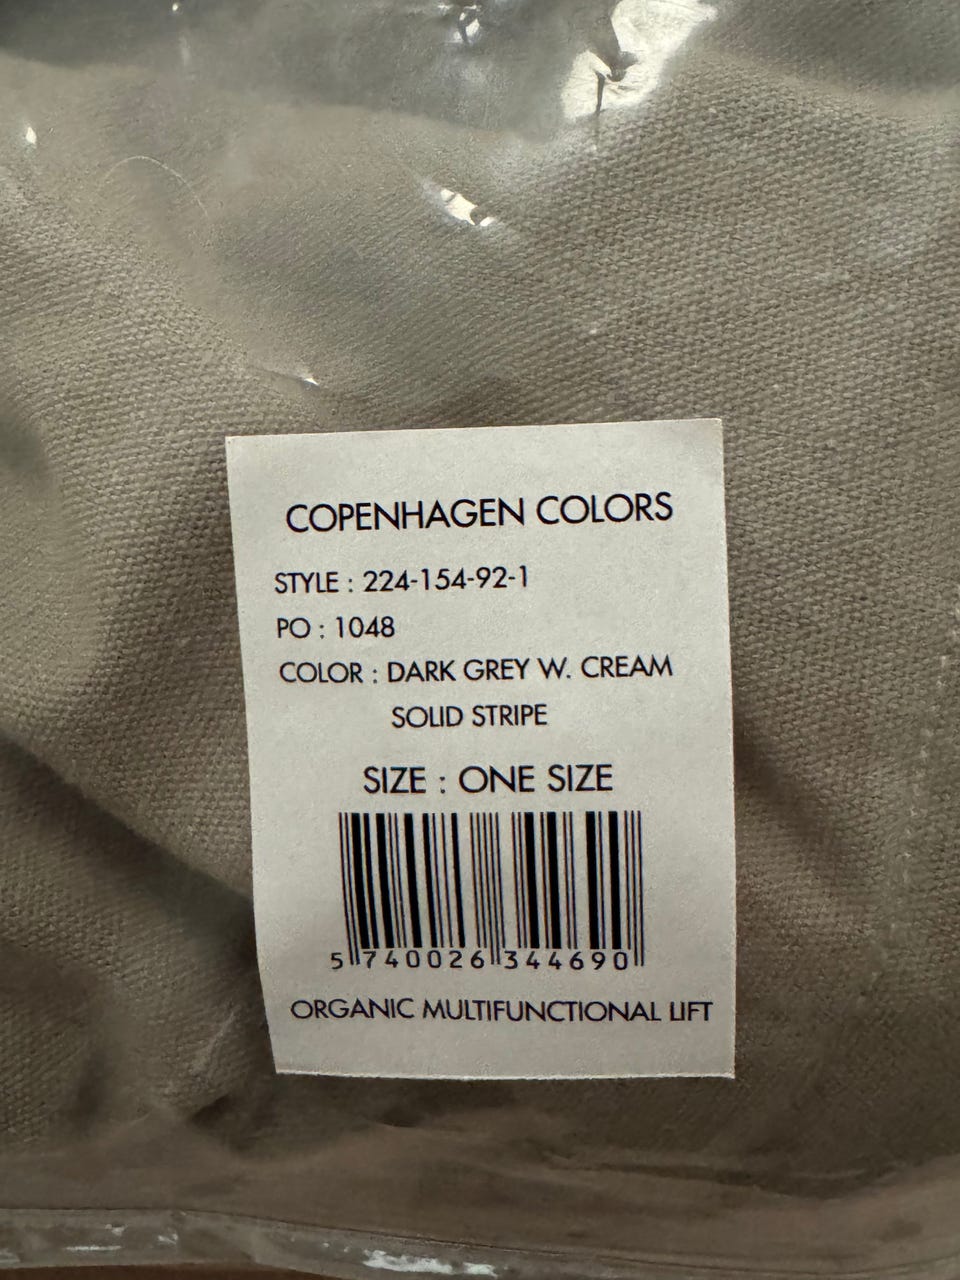 COPENHAGEN COLORS
STYLE : 224-154-92-1
PO : 1048
COLOR : DARK GREY W. CREAM
SOLID STRIPE
SIZE : ONE SIZE
5 740026 344690
ORGANIC MULTIFUNCTIONAL LIFT